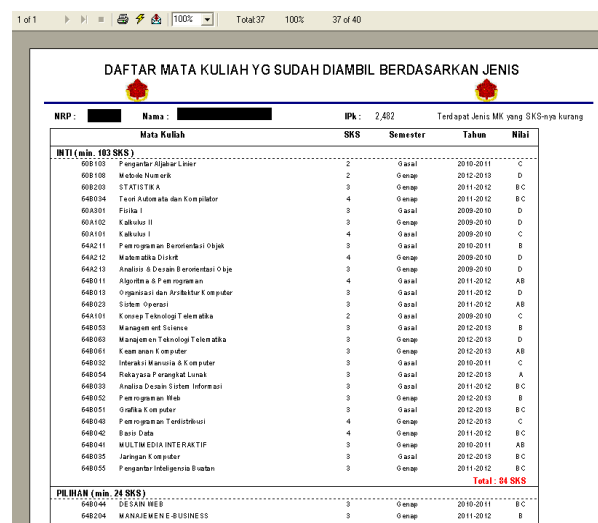 1 of 1 100% Total:37 100% 37 of 40
DAFTAR MATA KULIAH YG SUDAH DIAMBIL BERDASARKAN JENIS
NRP : Nama : IPk : 2,482 Terdapat Jenis MK yang SKS-nya kurang
Mata Kuliah SKS Semester Tahun Nilai
INTI ( min. 103 SKS )
60B103 Pengantar Aljabar Linier 2 Gasal 2010-2011 C
60B108 Metode Numerik 2 Genap 2012-2013 D
60B203 STATISTIKA 3 Genap 2011-2012 BC
64B034 Teori Automata dan Kompilator 4 Genap 2011-2012 BC
60A301 Fisika I 3 Gasal 2009-2010 D
60A102 Kalkulus II 3 Genap 2009-2010 D
60A101 Kalkulus I 4 Gasal 2009-2010 C
64A211 Pemrograman Berorientasi Objek 3 Gasal 2010-2011 B
64A212 Matematika Diskrit 4 Genap 2009-2010 D
64A213 Analisis & Desain Berorientasi Obje 3 Genap 2009-2010 D
64B011 Algoritma & Pemrograman 4 Gasal 2011-2012 AB
64B013 Organisasi dan Arsitektur Komputer 3 Genap 2011-2012 D
64B023 Sistem Operasi 3 Gasal 2011-2012 AB
64A101 Konsep Teknologi Telematika 2 Gasal 2009-2010 C
64B053 Management Science 3 Gasal 2012-2013 B
64B063 Manajemen Teknologi Telematika 3 Genap 2012-2013 D
64B061 Keamanan Komputer 3 Genap 2012-2013 AB
64B032 Interaksi Manusia & Komputer 3 Gasal 2010-2011 C
64B054 Rekayasa Perangkat Lunak 3 Gasal 2012-2013 A
64B033 Analisa Desain Sistem Informasi 3 Gasal 2011-2012 BC
64B052 Pemrograman Web 3 Genap 2012-2013 B
64B051 Grafika Komputer 3 Gasal 2012-2013 BC
64B043 Pemrograman Terdistribusi 4 Genap 2012-2013 C
64B042 Basis Data 4 Genap 2011-2012 BC
64B041 MULTIMEDIA INTERAKTIF 3 Genap 2010-2011 AB
64B035 Jaringan Komputer 3 Gasal 2012-2013 BC
64B055 Pengantar Inteligensia Buatan 3 Genap 2011-2012 BC
Total : 84 SKS
PILIHAN ( min. 24 SKS )
64B044 DESAIN WEB 3 Genap 2010-2011 BC
64B204 MANAJEMEN E-BUSINESS 3 Genap 2011-2012 B